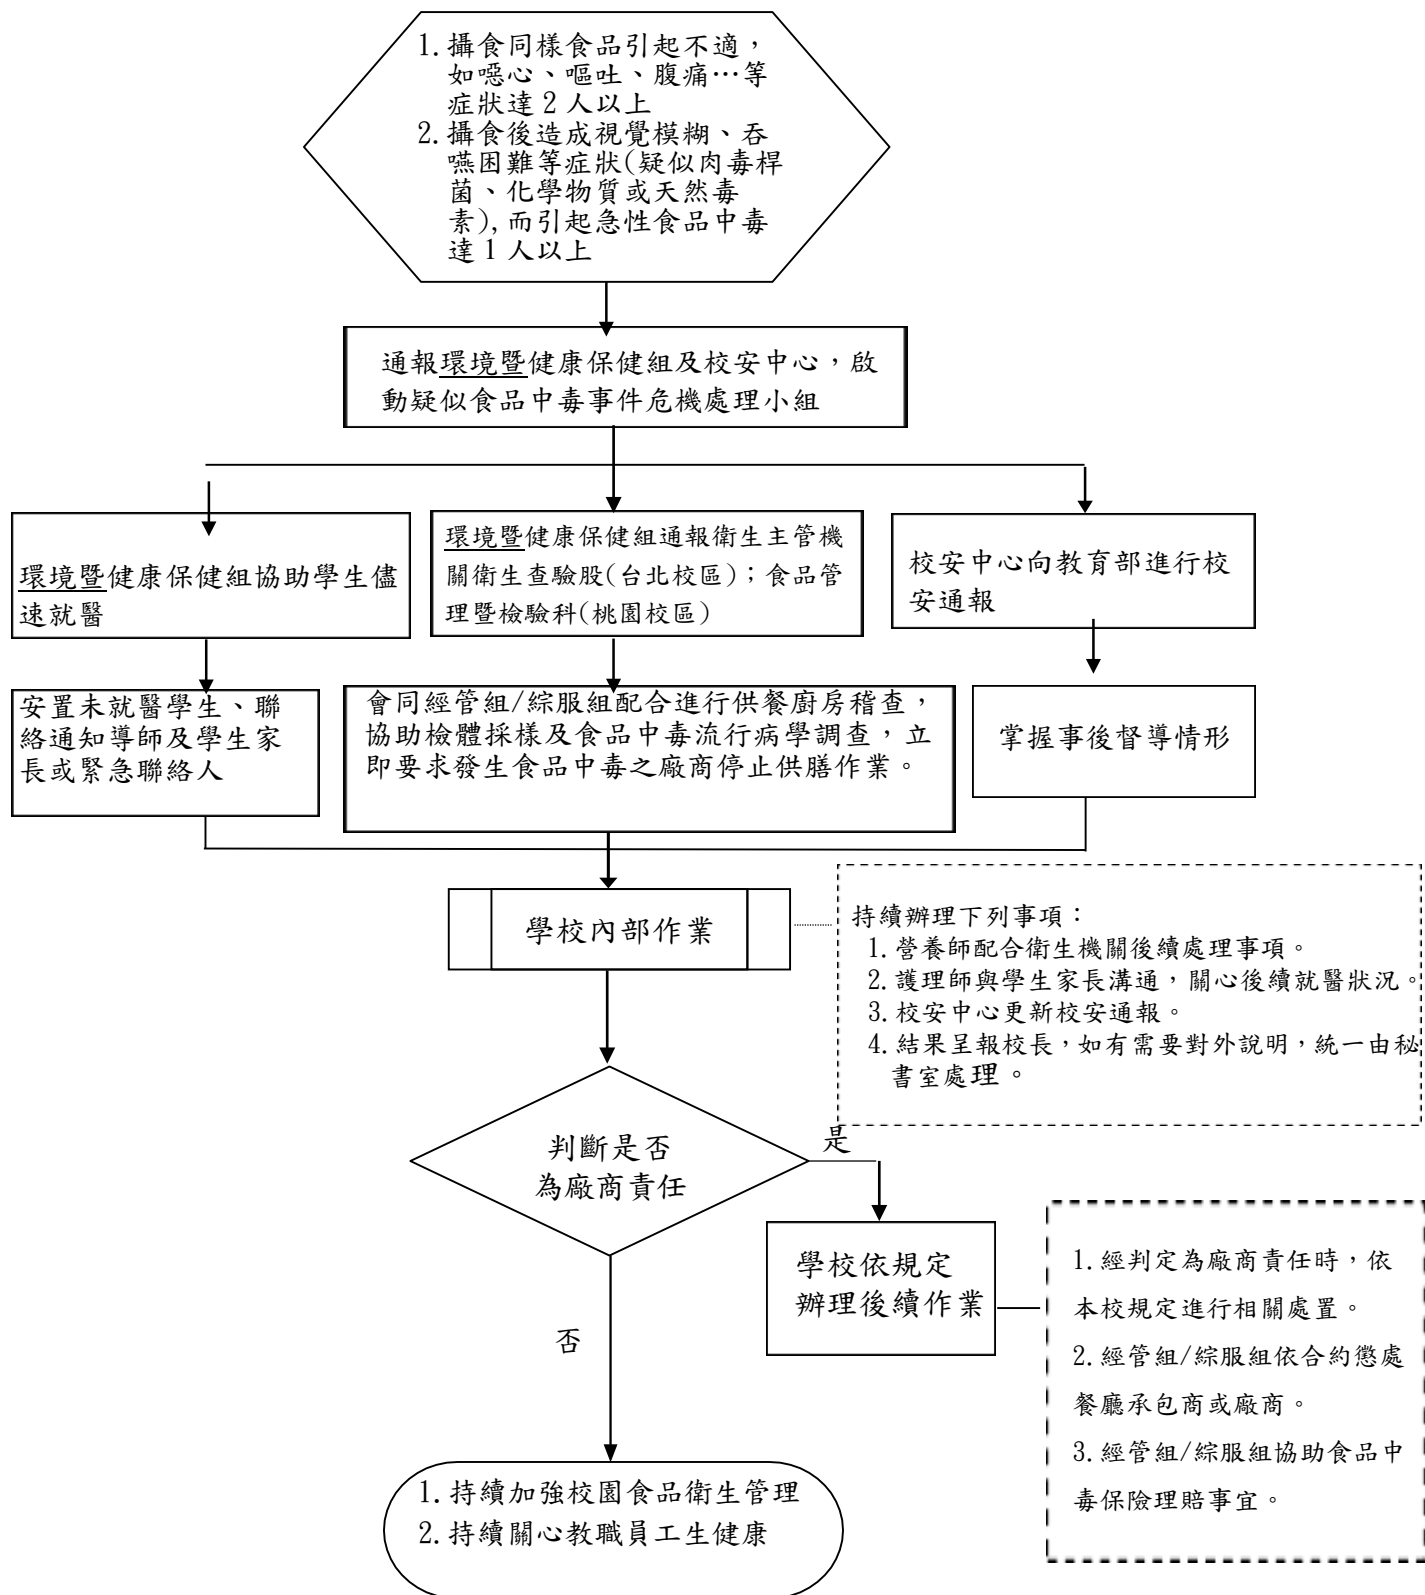 1. 攝食同樣食品引起不適，
如噁心、嘔吐、腹痛…等
症狀達 2 人以上
2. 攝食後造成視覺模糊、吞
嚥困難等症狀(疑似肉毒桿
菌、化學物質或天然毒
素), 而引起急性食品中毒
達 1 人以上
通報環境暨健康保健組及校安中心，啟
動疑似食品中毒事件危機處理小組
環境暨健康保健組協助學生儘
速就醫
環境暨健康保健組通報衛生主管機
關衛生查驗股(台北校區)；食品管
理暨檢驗科(桃園校區)
校安中心向教育部進行校
安通報
安置未就醫學生、聯
絡通知導師及學生家
長或緊急聯絡人
會同經管組/綜服組配合進行供餐廚房稽查，
協助檢體採樣及食品中毒流行病學調查，立
即要求發生食品中毒之廠商停止供膳作業。
掌握事後督導情形
學校內部作業
持續辦理下列事項：
1. 營養師配合衛生機關後續處理事項。
2. 護理師與學生家長溝通，關心後續就醫狀況。
3. 校安中心更新校安通報。
4. 結果呈報校長，如有需要對外說明，統一由秘
書室處理。
判斷是否
為廠商責任
是
學校依規定
辦理後續作業
1. 經判定為廠商責任時，依
本校規定進行相關處置。
2. 經管組/綜服組依合約懲處
餐廳承包商或廠商。
3. 經管組/綜服組協助食品中
毒保險理賠事宜。
否
1. 持續加強校園食品衛生管理
2. 持續關心教職員工生健康